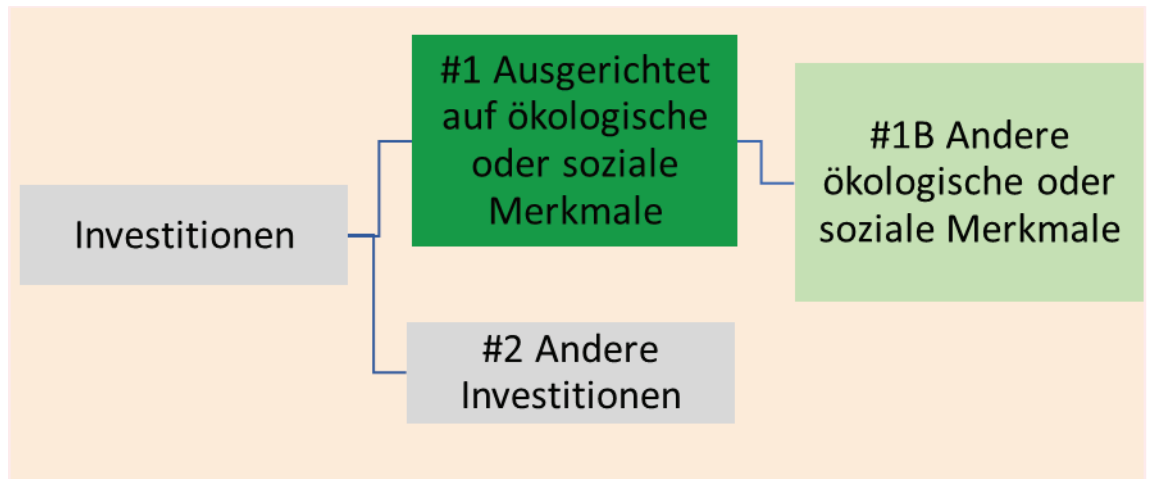 #1 Ausgerichtet
auf ökologische
oder soziale
Merkmale
#1B Andere
ökologische oder
soziale Merkmale
Investitionen
#2 Andere
Investitionen